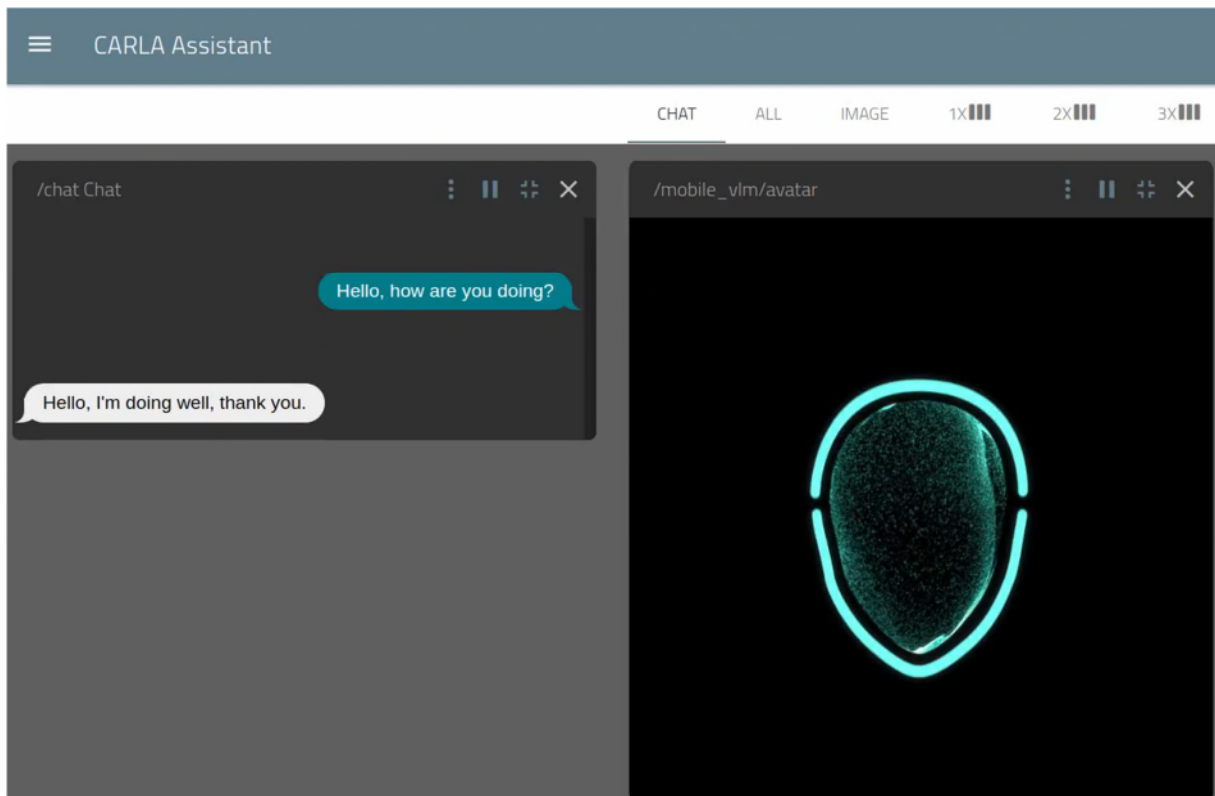 CARLA Assistant
CHAT ALL IMAGE 1X 2X 3X
/chat Chat
Hello, how are you doing?
Hello, I'm doing well, thank you.
/mobile_vlm/avatar